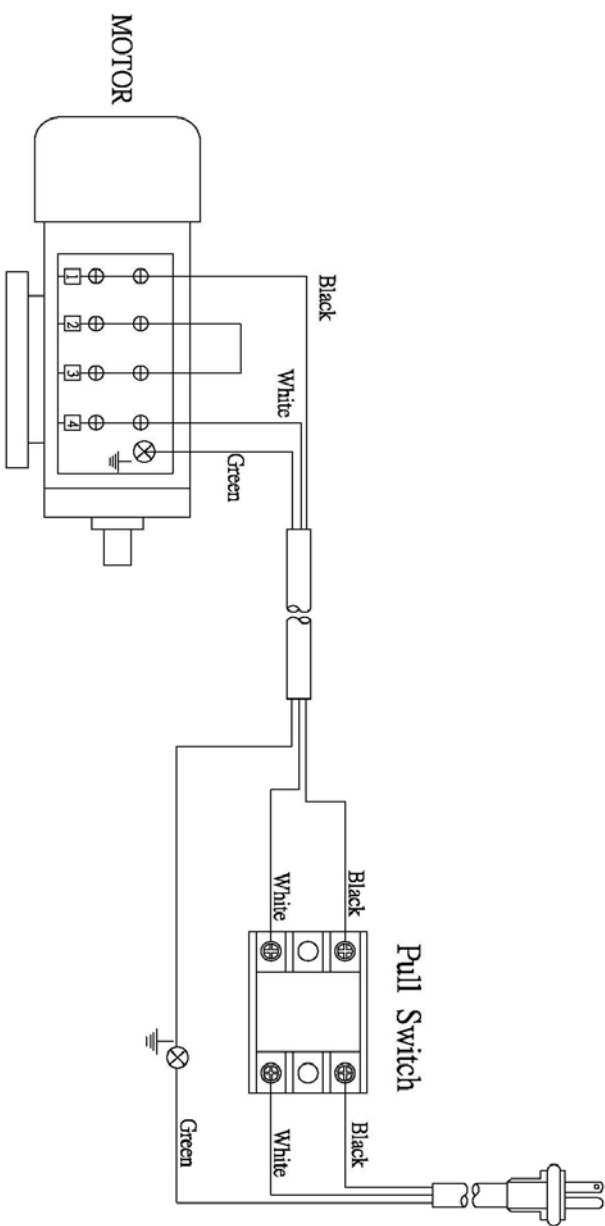 MOTOR
1
2
3
4
Black
White
Green
Pull Switch
Black
White
Black
White
Green